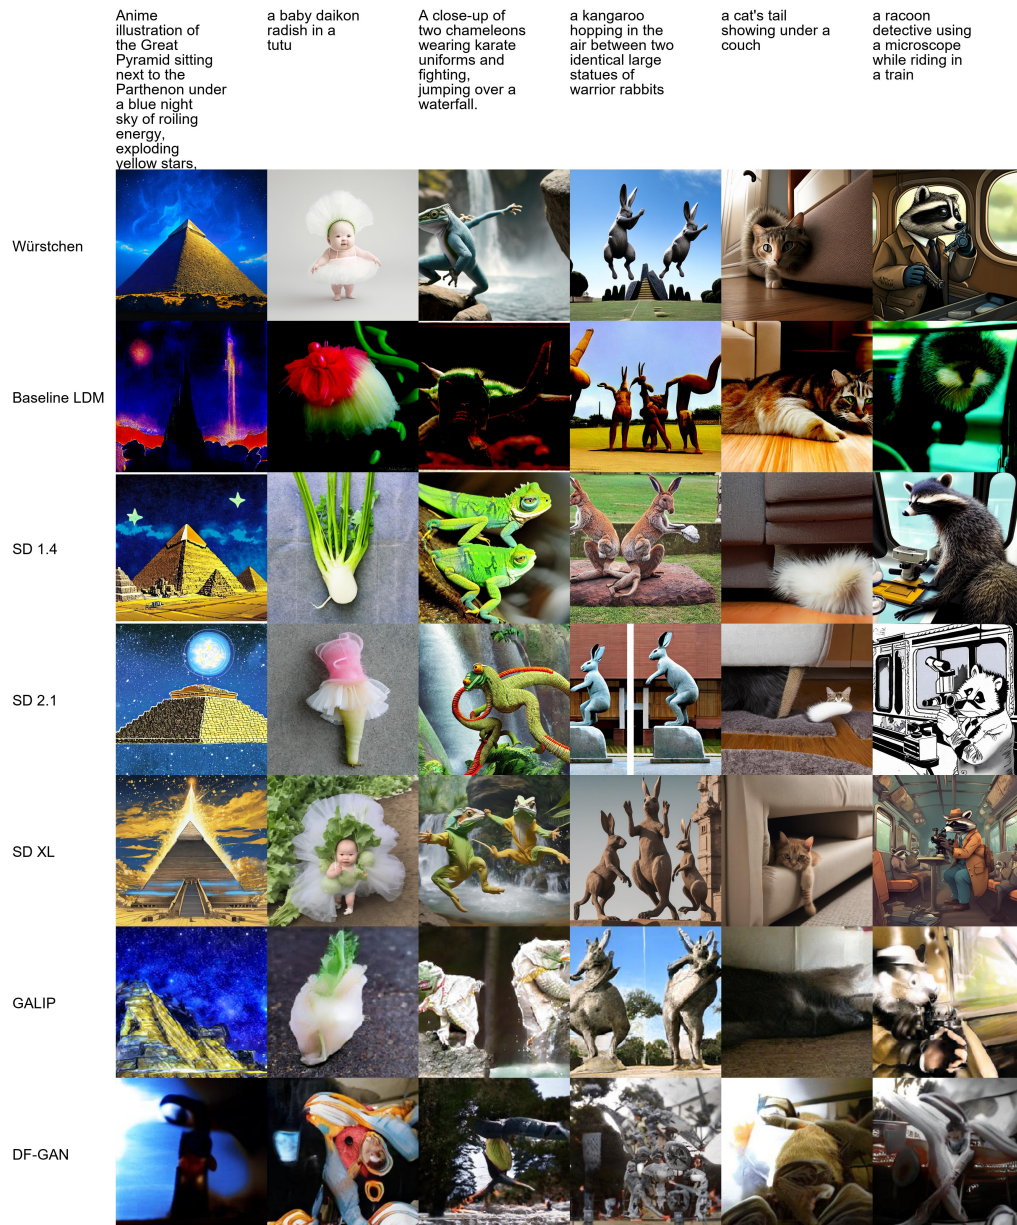 Anime
illustration of
the Great
Pyramid sitting
next to the
Parthenon under
a blue night
sky of roiling
energy,
exploding
yellow stars,
a baby daikon
radish in a
tutu
A close-up of
two chameleons
wearing karate
uniforms and
fighting,
jumping over a
waterfall.
a kangaroo
hopping in the
air between two
identical large
statues of
warrior rabbits
a cat's tail
showing under a
couch
a racoon
detective using
a microscope
while riding in
a train
Würstchen
Baseline LDM
SD 1.4
SD 2.1
SD XL
GALIP
DF-GAN